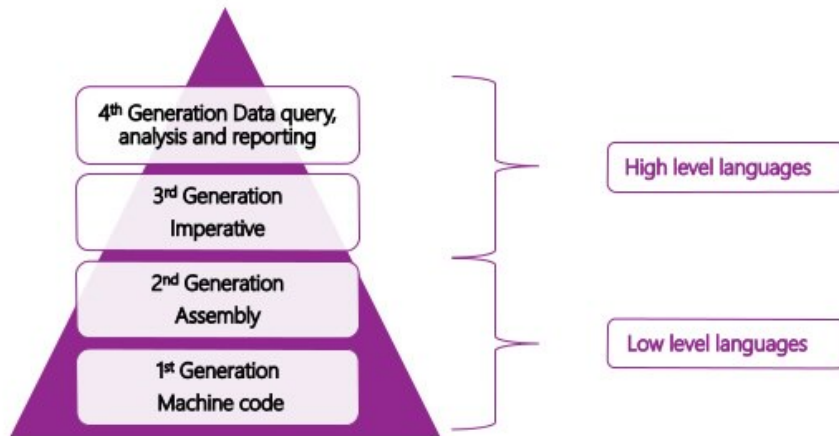 4th Generation Data query,
analysis and reporting
3rd Generation
Imperative
2nd Generation
Assembly
1st Generation
Machine code
High level languages
Low level languages